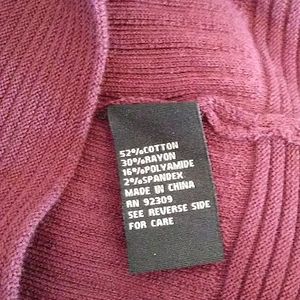 52%COTTON
30%RAYON
16%POLYAMIDE
2%SPANDEX
MADE IN CHINA
RN 92309
SEE REVERSE SIDE
FOR CARE